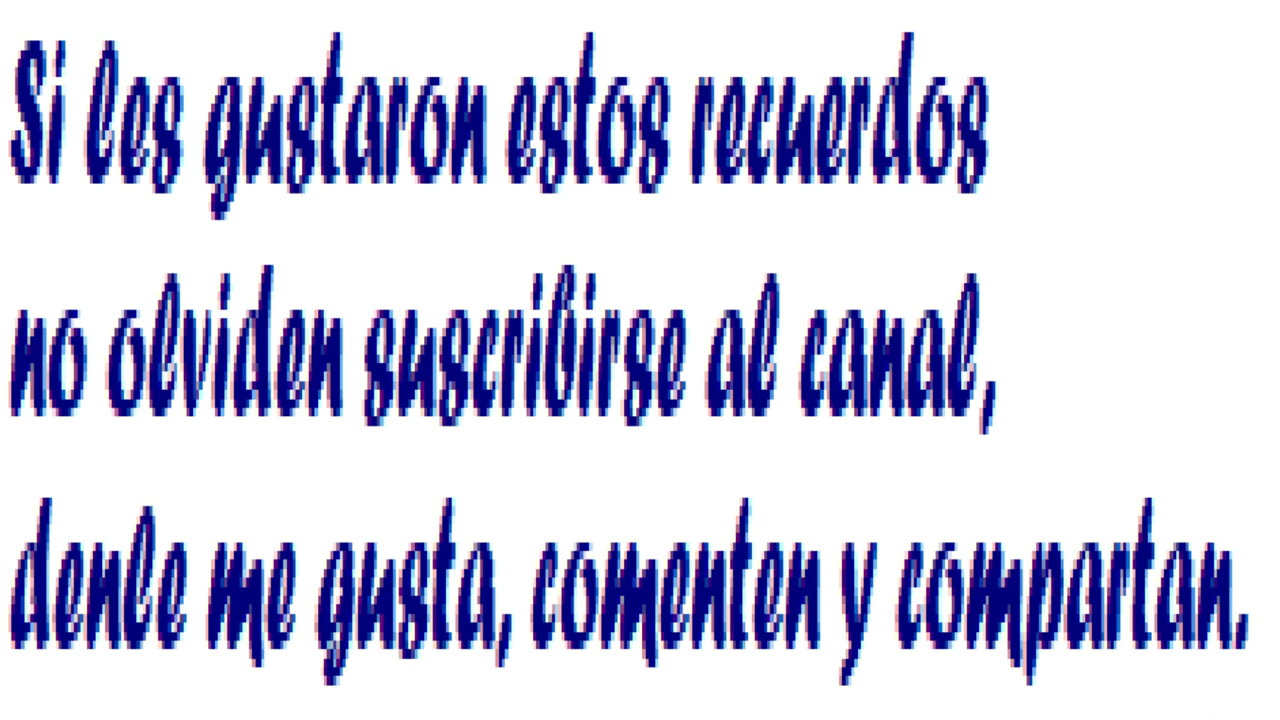 Si les gustaron estos recuerdos
no olviden suscribirse al canal,
denle me gusta, comenten y compartan.